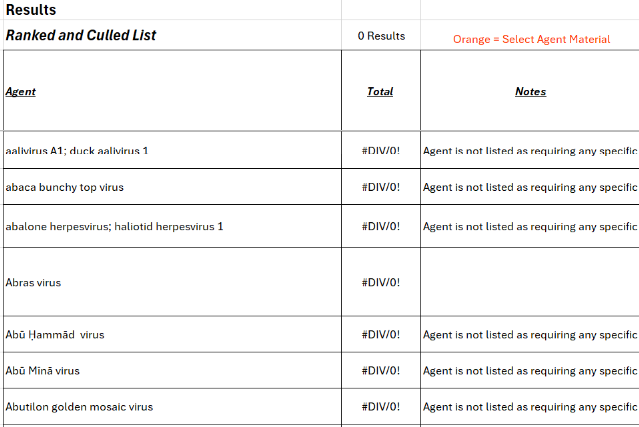 Results
Ranked and Culled List 0 Results Orange = Select Agent Material
Agent Total Notes
aalivirus A1; duck aalivirus 1 #DIV/0! Agent is not listed as requiring any specific
abaca bunchy top virus #DIV/0! Agent is not listed as requiring any specific
abalone herpesvirus; haliotid herpesvirus 1 #DIV/0! Agent is not listed as requiring any specific
Abras virus #DIV/0!
Abū Ḥammād virus #DIV/0! Agent is not listed as requiring any specific
Abū Mīnā virus #DIV/0! Agent is not listed as requiring any specific
Abutilon golden mosaic virus #DIV/0! Agent is not listed as requiring any specific